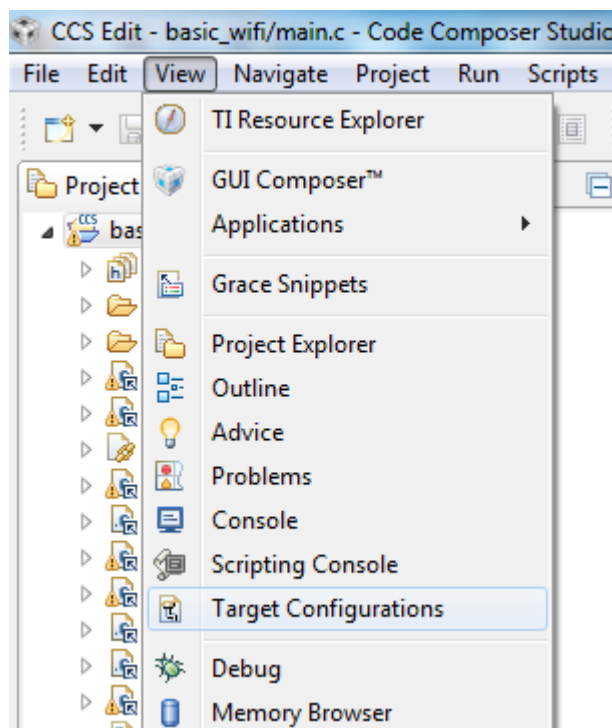 CCS Edit - basic_wifi/main.c - Code Composer Studio
File Edit View Navigate Project Run Scripts
TI Resource Explorer
Project
GUI Composer™
bas
Applications
Grace Snippets
Project Explorer
Outline
Advice
Problems
Console
Scripting Console
Target Configurations
Debug
Memory Browser